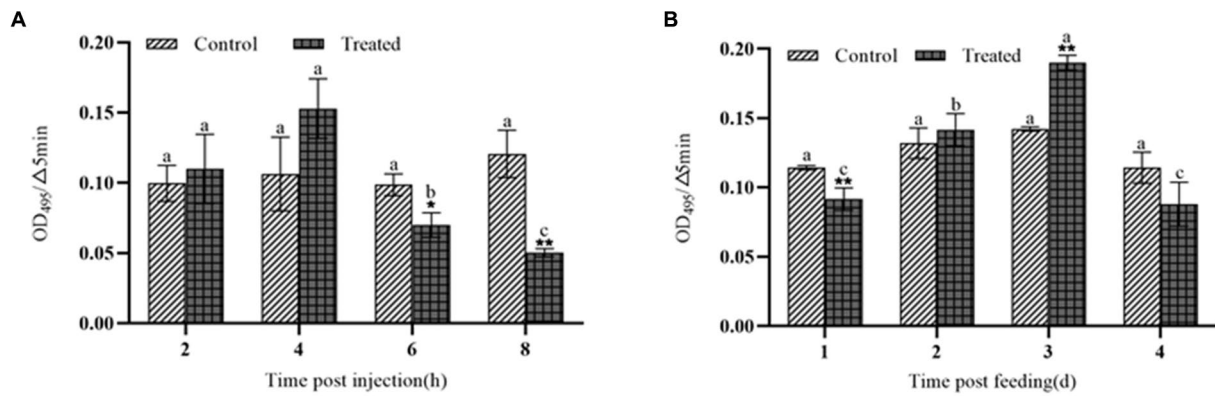 A
B
Control Treated
0.20
0.15
0.10
0.05
0.00
OD495/Δ5min
a a a a a b * a c **
2 4 6 8
Time post injection(h)
Control Treated
0.20
0.15
0.10
0.05
0.00
OD495/Δ5min
a c ** a b a a ** a c
1 2 3 4
Time post feeding(d)